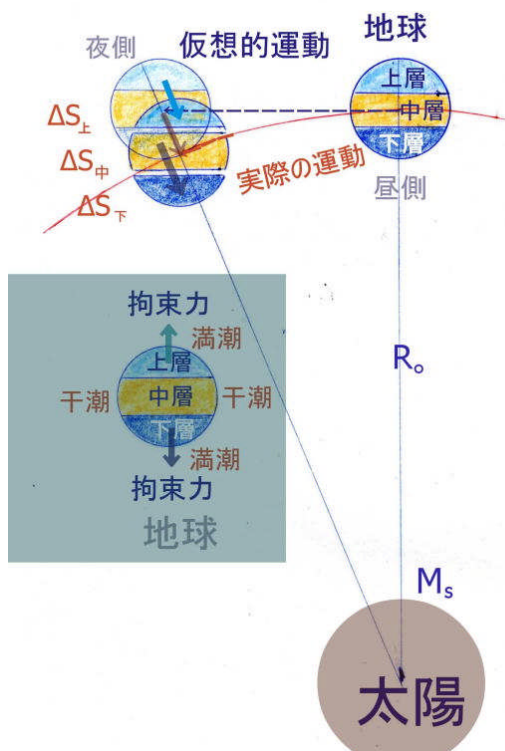 地球
仮想的運動
夜側
上層
中層
下層
昼側
ΔS上
ΔS中
ΔS下
実際の運動
拘束力
満潮
上層
干潮
中層
干潮
下層
満潮
拘束力
地球
Ro
Ms
太陽